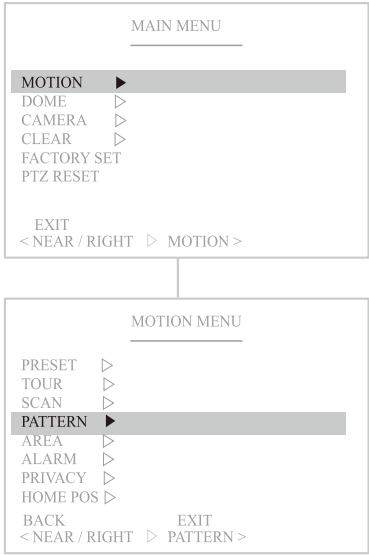 MAIN MENU
MOTION ▶
DOME ▷
CAMERA ▷
CLEAR ▷
FACTORY SET
PTZ RESET
EXIT
< NEAR / RIGHT ▷ MOTION >
MOTION MENU
PRESET ▷
TOUR ▷
SCAN ▷
PATTERN ▶
AREA ▷
ALARM ▷
PRIVACY ▷
HOME POS ▷
BACK EXIT
< NEAR / RIGHT ▷ PATTERN >